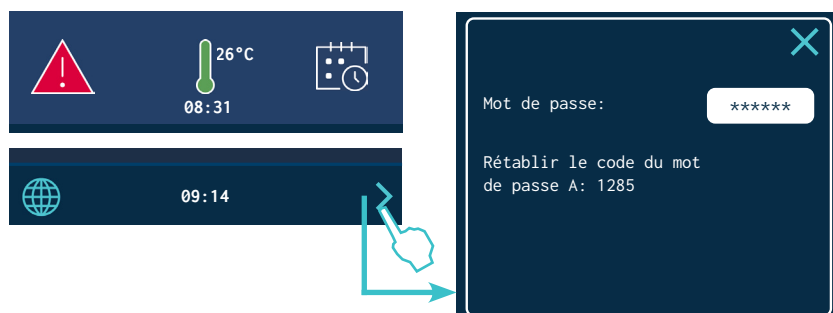 26°C
08:31
09:14
Mot de passe:
******
Rétablir le code du mot
de passe A: 1285